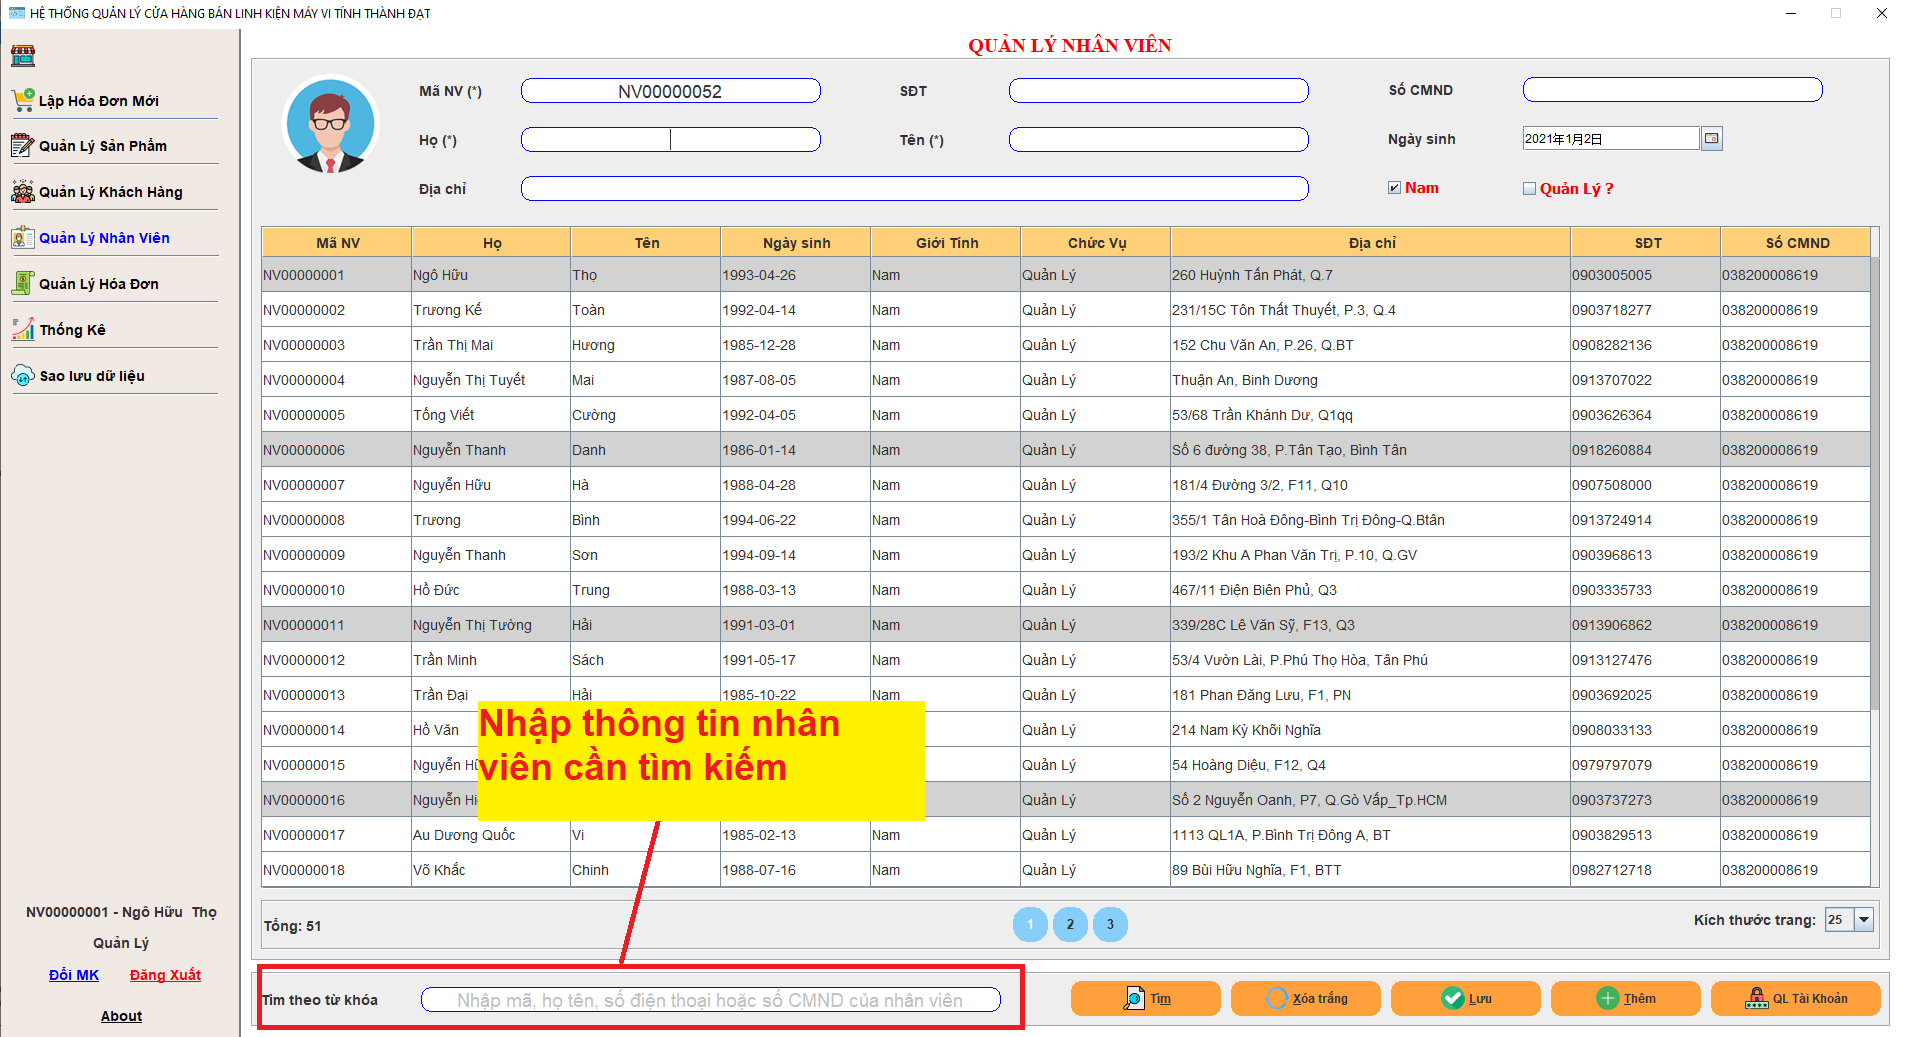 HỆ THỐNG QUẢN LÝ CỬA HÀNG BÁN LINH KIỆN MÁY VI TÍNH THÀNH ĐẠT
Lập Hóa Đơn Mới
Quản Lý Sản Phẩm
Quản Lý Khách Hàng
Quản Lý Nhân Viên
Quản Lý Hóa Đơn
Thống Kê
Sao lưu dữ liệu
NV00000001 - Ngô Hữu Thọ
Quản Lý
Đổi MK Đăng Xuất
About
QUẢN LÝ NHÂN VIÊN
Mã NV (*) NV00000052 SĐT Số CMND
Họ (*) Tên (*) Ngày sinh 2021年1月2日
Địa chỉ Nam Quản Lý ?
Mã NV Họ Tên Ngày sinh Giới Tính Chức Vụ Địa chỉ SĐT Số CMND
NV00000001 Ngô Hữu Thọ 1993-04-26 Nam Quản Lý 260 Huỳnh Tấn Phát, Q.7 0903005005 038200008619
NV00000002 Trương Kế Toàn 1992-04-14 Nam Quản Lý 231/15C Tôn Thất Thuyết, P.3, Q.4 0903718277 038200008619
NV00000003 Trần Thị Mai Hương 1985-12-28 Nam Quản Lý 152 Chu Văn An, P.26, Q.BT 0908282136 038200008619
NV00000004 Nguyễn Thị Tuyết Mai 1987-08-05 Nam Quản Lý Thuận An, Bình Dương 0913707022 038200008619
NV00000005 Tống Viết Cường 1992-04-05 Nam Quản Lý 53/68 Trần Khánh Dư, Q1qq 0903626364 038200008619
NV00000006 Nguyễn Thanh Danh 1986-01-14 Nam Quản Lý Số 6 đường 38, P.Tân Tạo, Bình Tân 0918260884 038200008619
NV00000007 Nguyễn Hữu Hà 1988-04-28 Nam Quản Lý 181/4 Đường 3/2, F11, Q10 0907508000 038200008619
NV00000008 Trương Bình 1994-06-22 Nam Quản Lý 355/1 Tân Hoà Đông-Bình Trị Đông-Q.Btân 0913724914 038200008619
NV00000009 Nguyễn Thanh Sơn 1994-09-14 Nam Quản Lý 193/2 Khu A Phan Văn Trị, P.10, Q.GV 0903968613 038200008619
NV00000010 Hồ Đức Trung 1988-03-13 Nam Quản Lý 467/11 Điện Biên Phủ, Q3 0903335733 038200008619
NV00000011 Nguyễn Thị Tường Hải 1991-03-01 Nam Quản Lý 339/28C Lê Văn Sỹ, F13, Q3 0913906862 038200008619
NV00000012 Trần Minh Sách 1991-05-17 Nam Quản Lý 53/4 Vườn Lài, P.Phú Thọ Hòa, Tân Phú 0913127476 038200008619
NV00000013 Trần Đại Hải 1985-10-22 Nam Quản Lý 181 Phan Đăng Lưu, F1, PN 0903692025 038200008619
NV00000014 Hồ Văn Quản Lý 214 Nam Kỳ Khởi Nghĩa 0908033133 038200008619
NV00000015 Nguyễn Quản Lý 54 Hoàng Diệu, F12, Q4 0979797079 038200008619
NV00000016 Nguyễn Quản Lý Số 2 Nguyễn Oanh, P7, Q.Gò Vấp_Tp.HCM 0903737273 038200008619
NV00000017 Au Dương Quốc Vi 1985-02-13 Nam Quản Lý 1113 QL1A, P.Bình Trị Đông A, BT 0903829513 038200008619
NV00000018 Võ Khắc Chinh 1988-07-16 Nam Quản Lý 89 Bùi Hữu Nghĩa, F1, BTT 0982712718 038200008619
Nhập thông tin nhân
viên cần tìm kiếm
Tổng: 51 1 2 3 Kích thước trang: 25
Tìm theo từ khóa Nhập mã, họ tên, số điện thoại hoặc số CMND của nhân viên Tìm Xóa trắng Lưu Thêm QL Tài Khoản